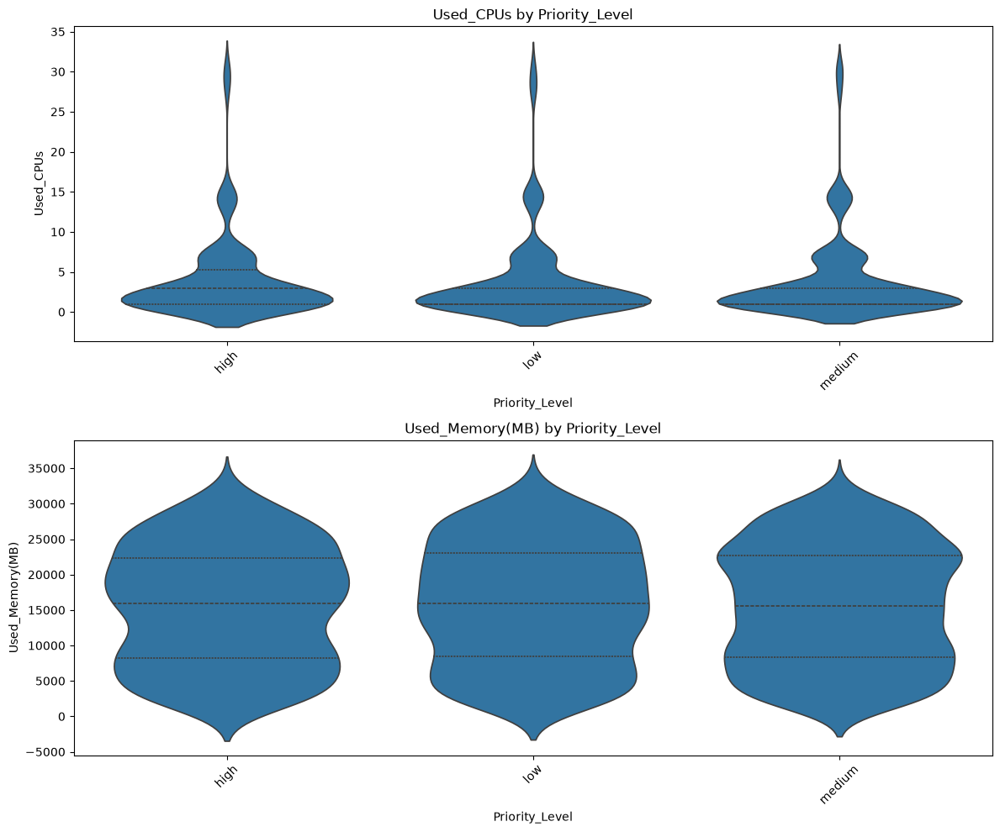 Used_CPUs by Priority_Level
35
30
25
20
15
10
5
0
Used_CPUs
high
low
medium
Priority_Level
Used_Memory(MB) by Priority_Level
35000
30000
25000
20000
15000
10000
5000
0
−5000
Used_Memory(MB)
high
low
medium
Priority_Level